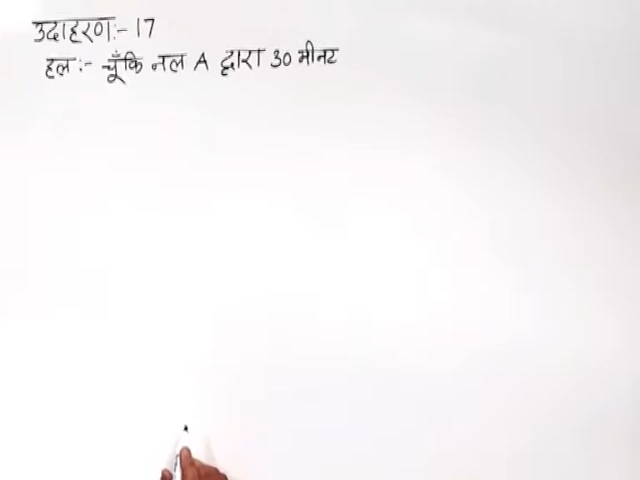 उदाहरण:- 17
हल :- चूँकि नल A द्वारा 30 मीनट